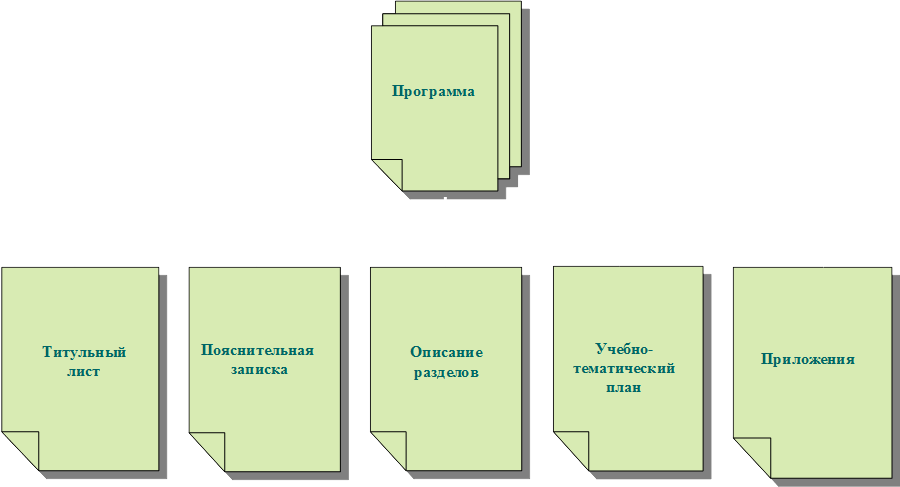 Программа
Титульный
лист
Пояснительная
записка
Описание
разделов
Учебно-
тематический
план
Приложения